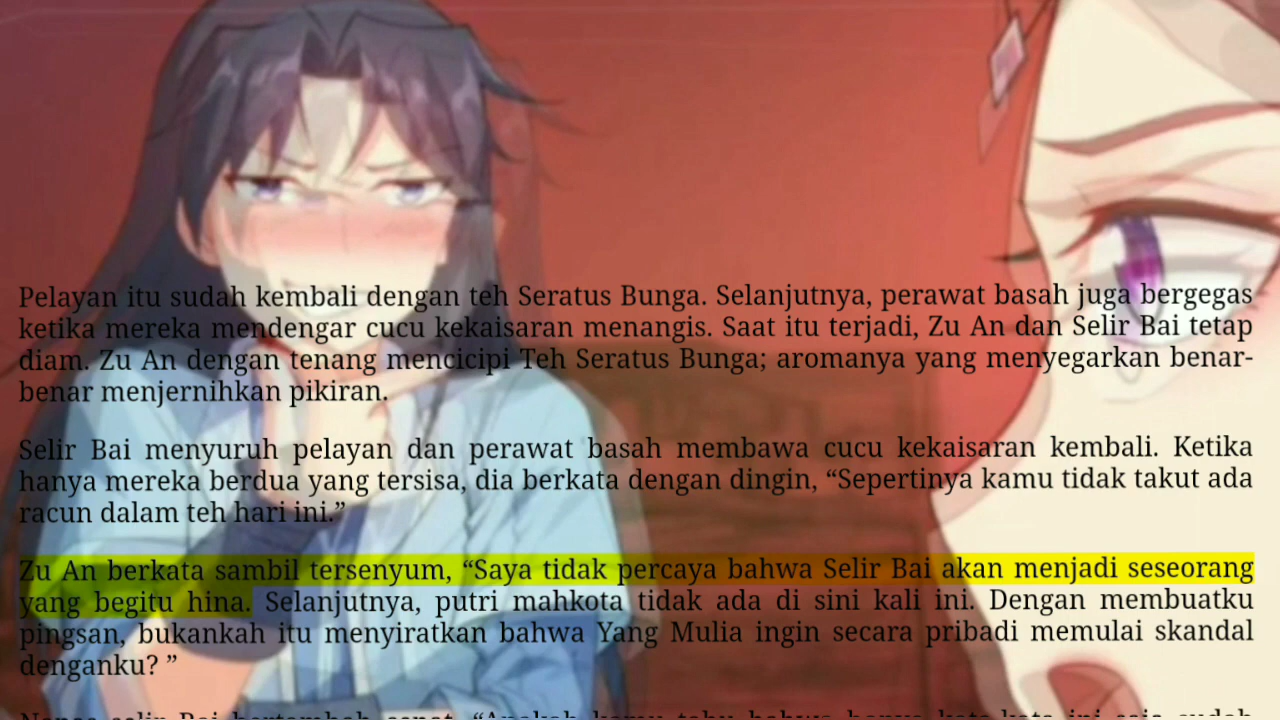 Pelayan itu sudah kembali dengan teh Seratus Bunga. Selanjutnya, perawat basah juga bergegas
ketika mereka mendengar cucu kekaisaran menangis. Saat itu terjadi, Zu An dan Selir Bai tetap
diam. Zu An dengan tenang mencicipi Teh Seratus Bunga; aromanya yang menyegarkan benar-
benar menjernihkan pikiran.
Selir Bai menyuruh pelayan dan perawat basah membawa cucu kekaisaran kembali. Ketika
hanya mereka berdua yang tersisa, dia berkata dengan dingin, “Sepertinya kamu tidak takut ada
racun dalam teh hari ini.”
Zu An berkata sambil tersenyum, “Saya tidak percaya bahwa Selir Bai akan menjadi seseorang
yang begitu hina. Selanjutnya, putri mahkota tidak ada di sini kali ini. Dengan membuatku
pingsan, bukankah itu menyiratkan bahwa Yang Mulia ingin secara pribadi memulai skandal
denganku? ”